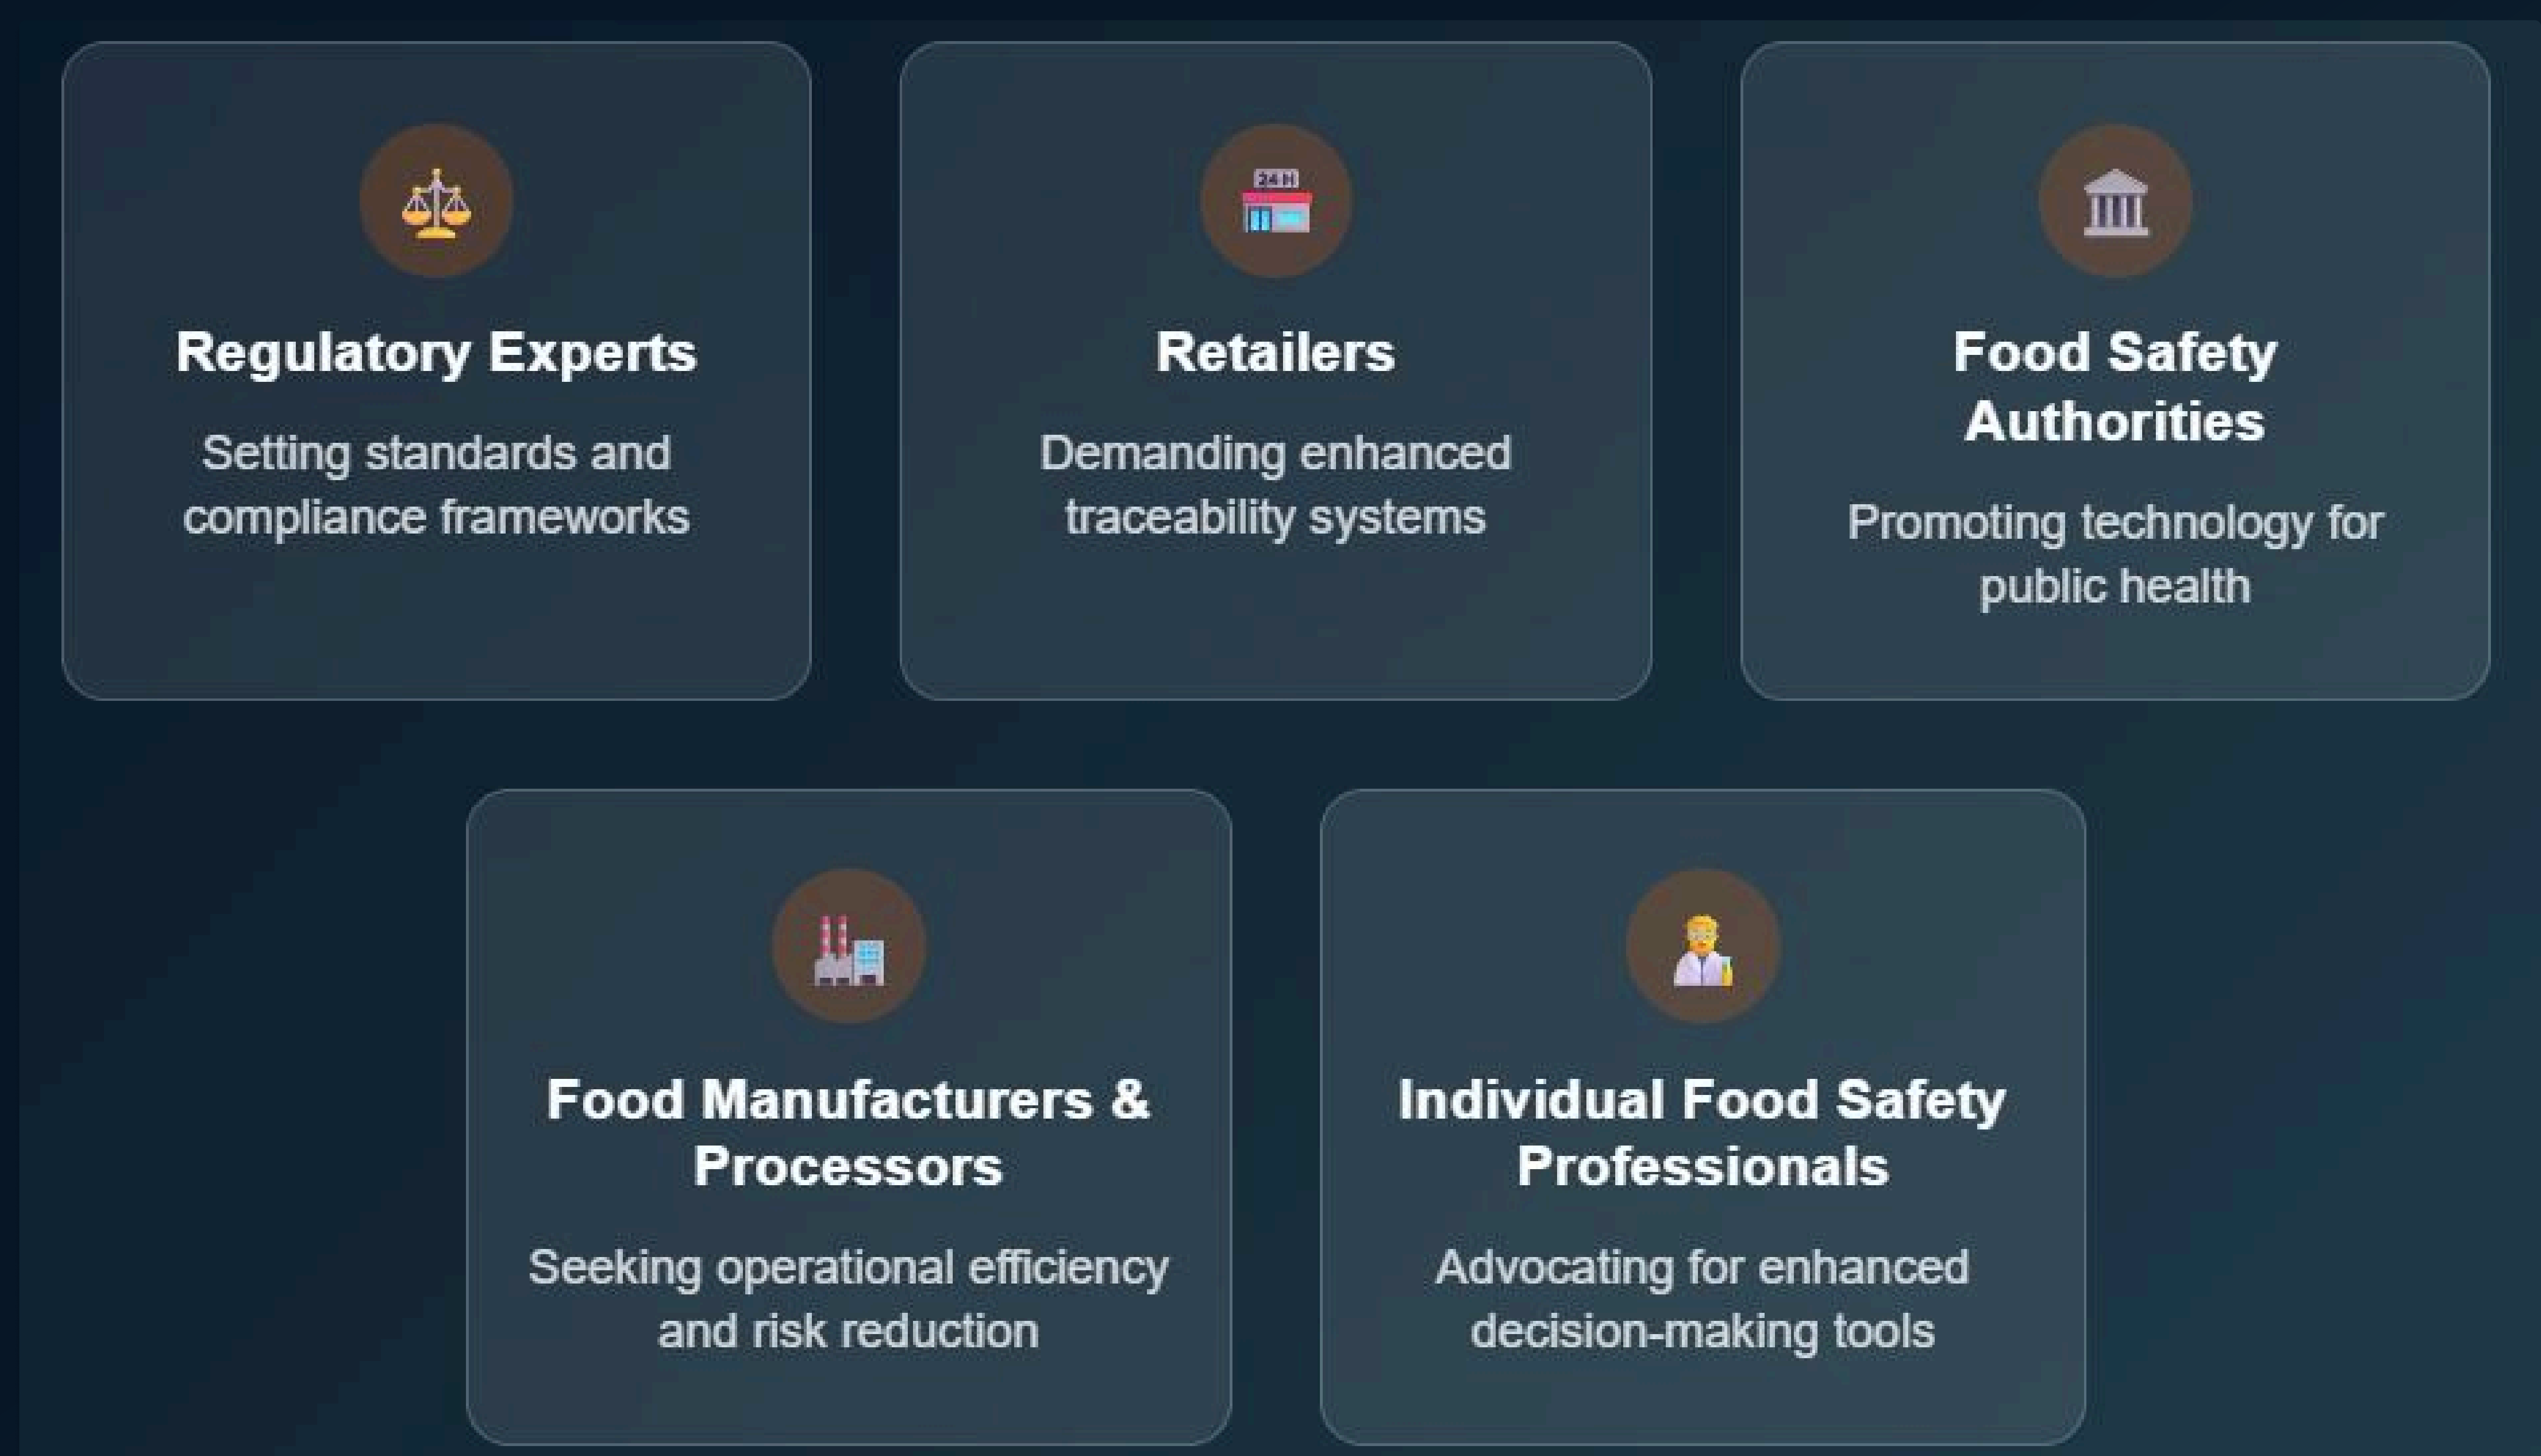 Regulatory Experts
Setting standards and
compliance frameworks
24 H
Retailers
Demanding enhanced
traceability systems
Food Safety
Authorities
Promoting technology for
public health
Food Manufacturers &
Processors
Seeking operational efficiency
and risk reduction
Individual Food Safety
Professionals
Advocating for enhanced
decision-making tools